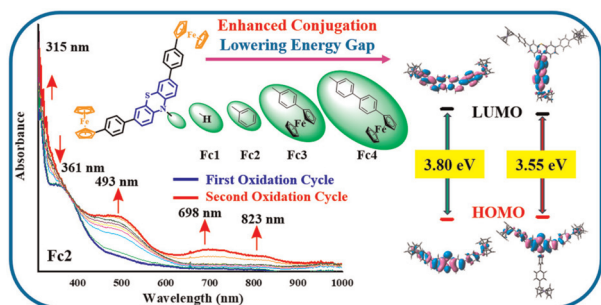 315 nm
361 nm
493 nm
698 nm
823 nm
Absorbance
Fc2
First Oxidation Cycle
Second Oxidation Cycle
400 500 600 700 800 900 1000
Wavelength (nm)
Fe
Fe
S
N
Enhanced Conjugation
Lowering Energy Gap
H
Fe
Fe
Fc1 Fc2 Fc3 Fc4
LUMO
3.80 eV 3.55 eV
HOMO